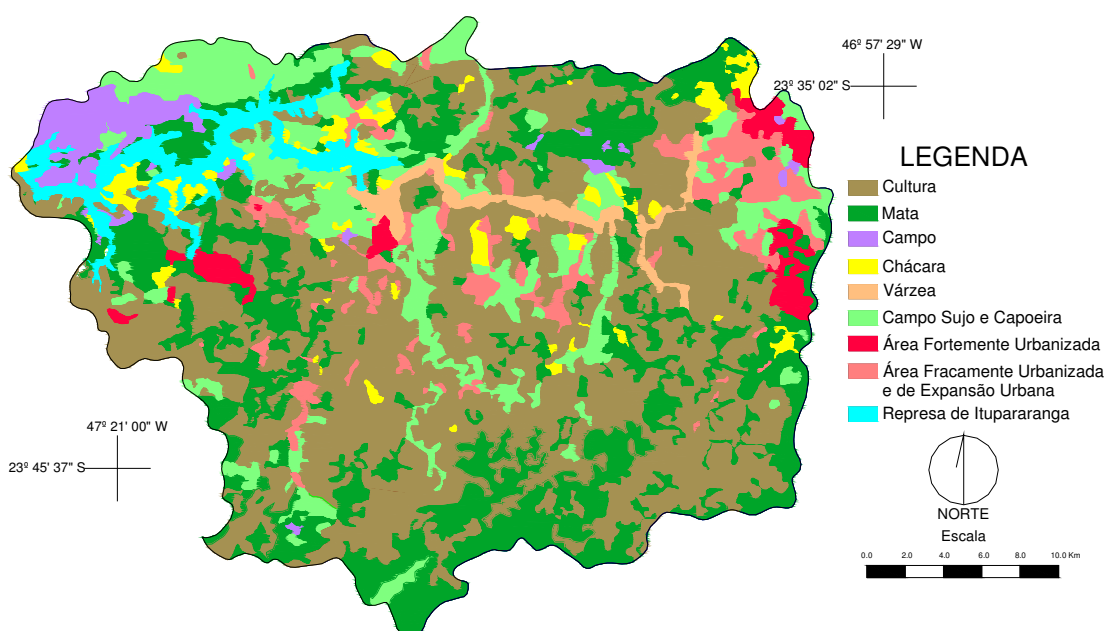 46º 57' 29" W
23º 35' 02" S
LEGENDA
Cultura
Mata
Campo
Chácara
Várzea
Campo Sujo e Capoeira
Área Fortemente Urbanizada
Área Fracamente Urbanizada
e de Expansão Urbana
Represa de Itupararanga
47º 21' 00" W
23º 45' 37" S
NORTE
Escala
0.0 2.0 4.0 6.0 8.0 10.0 Km